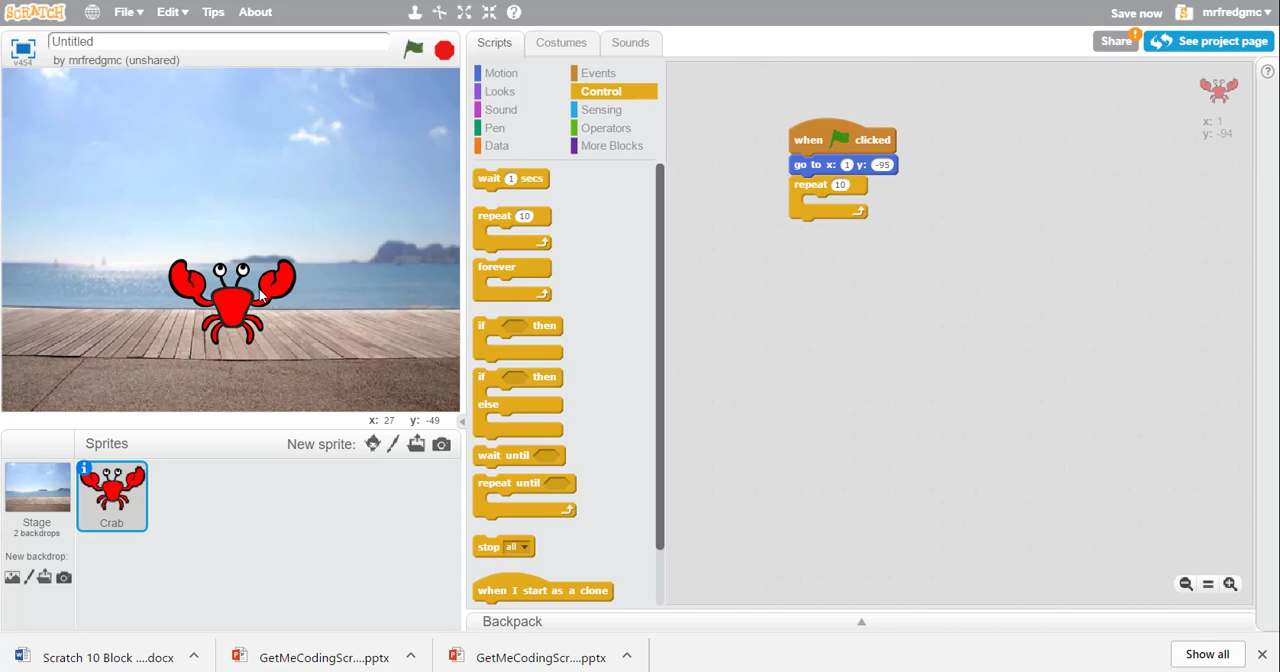 SCRATCH File▾ Edit▾ Tips About Save now mrfredgmc▾
Untitled
by mrfredgmc (unshared)
v454
Scripts Costumes Sounds
Share ! See project page
Motion Events
Looks Control
Sound Sensing
Pen Operators
Data More Blocks
wait 1 secs
repeat 10
forever
if then
if then
else
wait until
repeat until
stop all▾
when I start as a clone
when clicked
go to x: 1 y: -95
repeat 10
x: 1
y: -94
x: 27 y: -49
Sprites New sprite:
Stage
2 backdrops
New backdrop:
Crab
Backpack
Scratch 10 Block ....docx
GetMeCodingScr....pptx
GetMeCodingScr....pptx
Show all